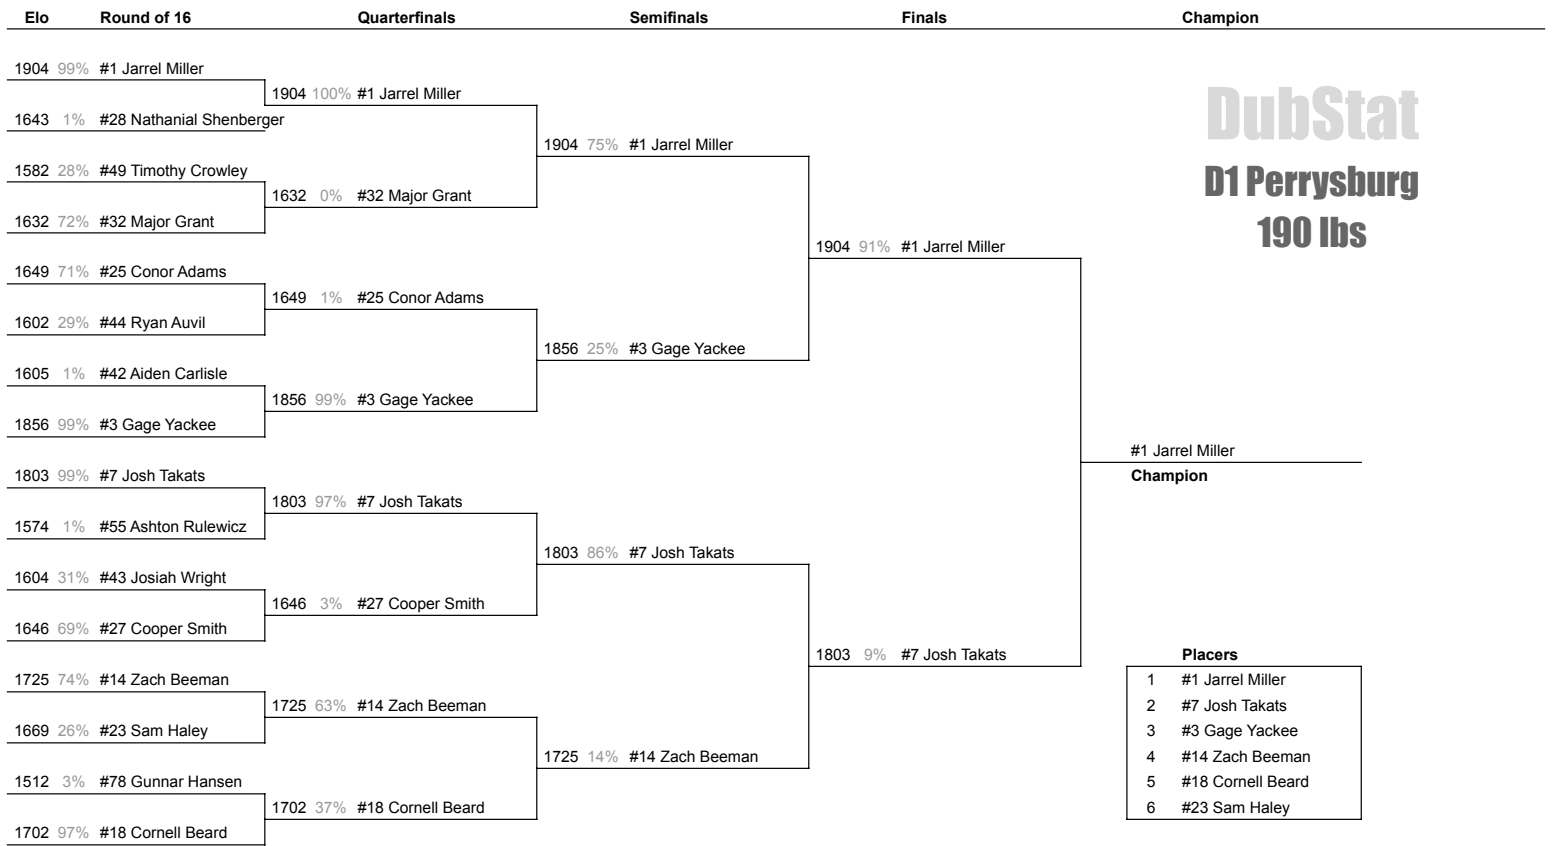 Elo Round of 16 Quarterfinals Semifinals Finals Champion
1904 99% #1 Jarrel Miller
1904 100% #1 Jarrel Miller
1643 1% #28 Nathanial Shenberger
1904 75% #1 Jarrel Miller
DubStat
1582 28% #49 Timothy Crowley
D1 Perrysburg
1632 0% #32 Major Grant
1632 72% #32 Major Grant
190 lbs
1904 91% #1 Jarrel Miller
1649 71% #25 Conor Adams
1649 1% #25 Conor Adams
1602 29% #44 Ryan Auvil
1856 25% #3 Gage Yackee
1605 1% #42 Aiden Carlisle
1856 99% #3 Gage Yackee
1856 99% #3 Gage Yackee
#1 Jarrel Miller
1803 99% #7 Josh Takats
Champion
1803 97% #7 Josh Takats
1574 1% #55 Ashton Rulewicz
1803 86% #7 Josh Takats
1604 31% #43 Josiah Wright
1646 3% #27 Cooper Smith
1646 69% #27 Cooper Smith
1803 9% #7 Josh Takats
Placers
1725 74% #14 Zach Beeman
1 #1 Jarrel Miller
1725 63% #14 Zach Beeman
2 #7 Josh Takats
1669 26% #23 Sam Haley
3 #3 Gage Yackee
1725 14% #14 Zach Beeman
4 #14 Zach Beeman
1512 3% #78 Gunnar Hansen
5 #18 Cornell Beard
1702 37% #18 Cornell Beard
6 #23 Sam Haley
1702 97% #18 Cornell Beard